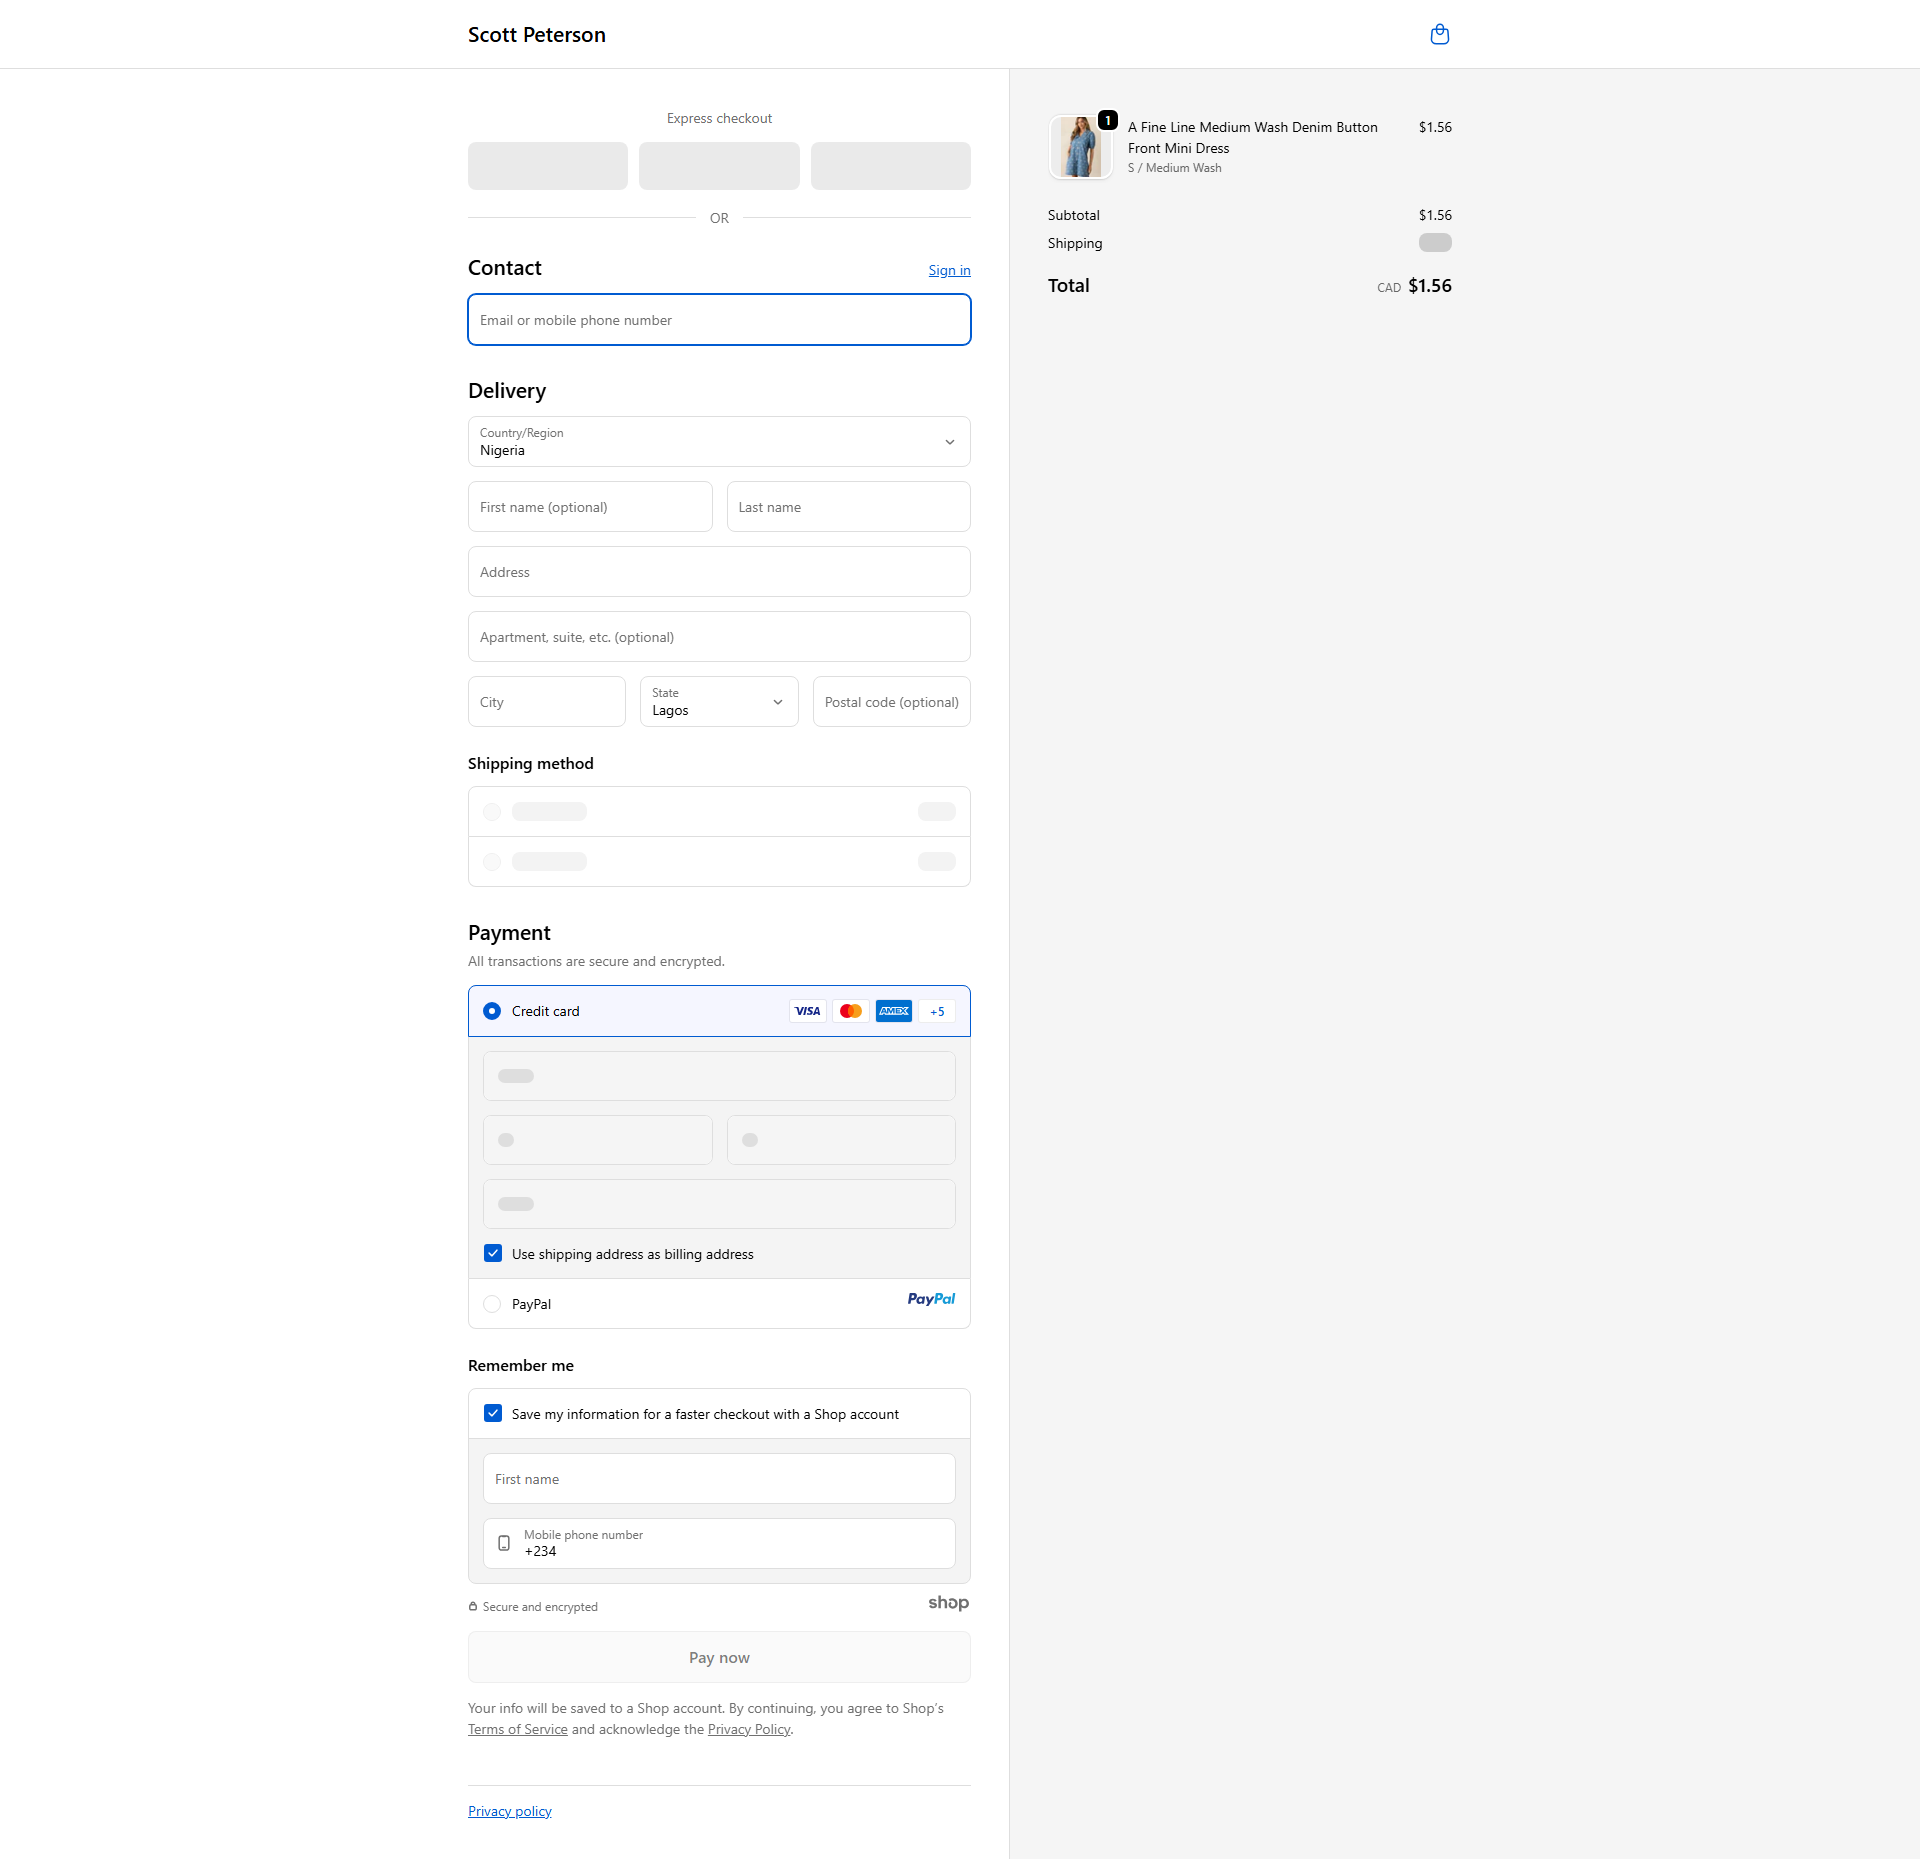 Scott Peterson
Express checkout
OR
Contact
Sign in
Email or mobile phone number
Delivery
Country/Region
Nigeria
First name (optional)
Last name
Address
Apartment, suite, etc. (optional)
City
State
Lagos
Postal code (optional)
Shipping method
Payment
All transactions are secure and encrypted.
Credit card
VISA
AMEX
+5
Use shipping address as billing address
PayPal
PayPal
Remember me
Save my information for a faster checkout with a Shop account
First name
Mobile phone number
+234
Secure and encrypted
shop
Pay now
Your info will be saved to a Shop account. By continuing, you agree to Shop’s
Terms of Service and acknowledge the Privacy Policy.
Privacy policy
1
A Fine Line Medium Wash Denim Button
Front Mini Dress
S / Medium Wash
$1.56
Subtotal
$1.56
Shipping
Total
CAD $1.56